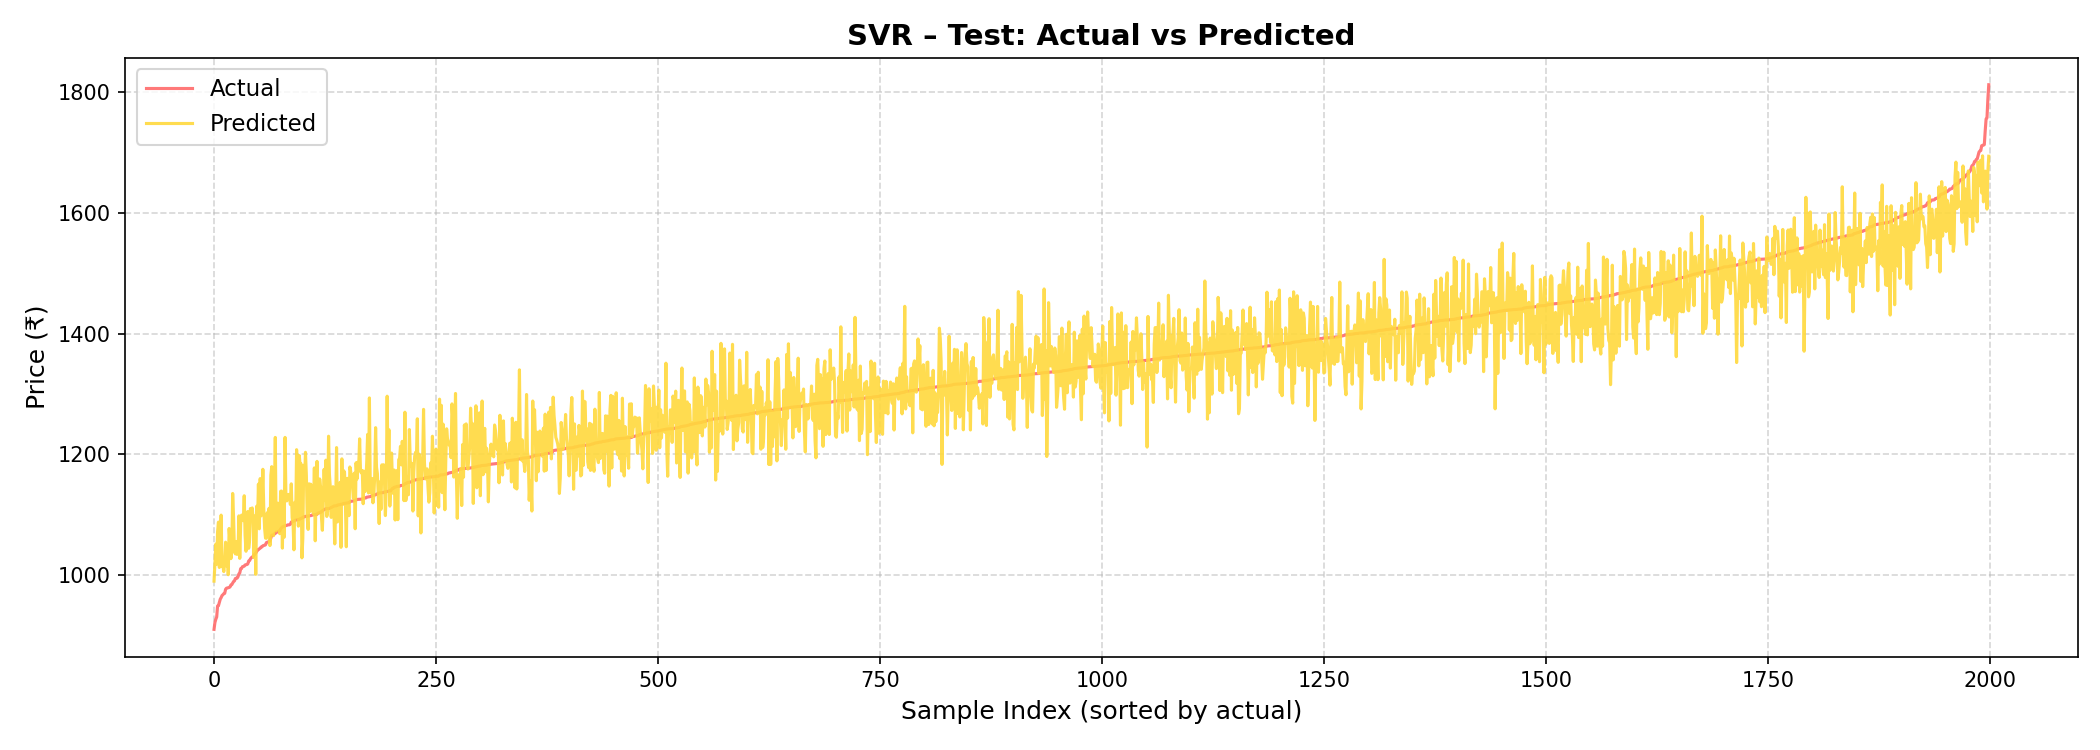 SVR – Test: Actual vs Predicted
Actual
Predicted
Price (₹)
1800
1600
1400
1200
1000
0 250 500 750 1000 1250 1500 1750 2000
Sample Index (sorted by actual)